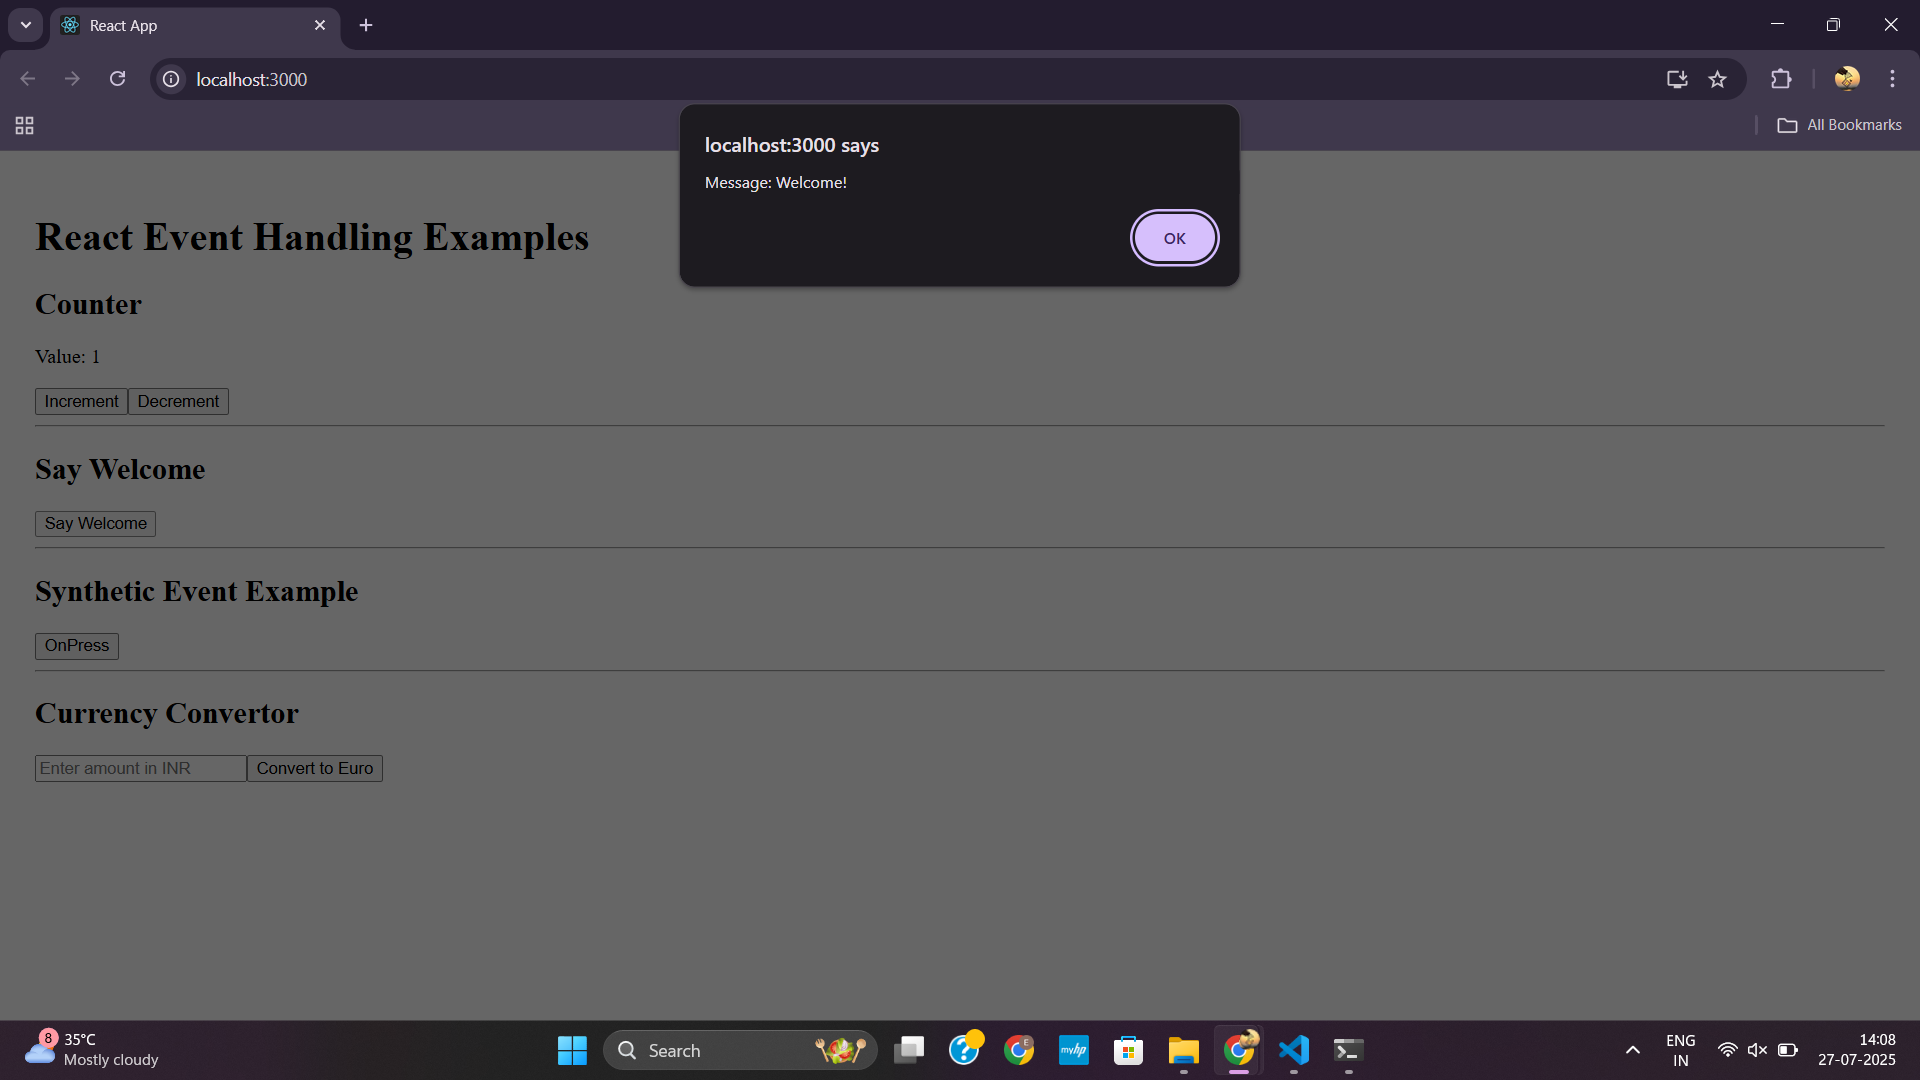 React App
localhost:3000
All Bookmarks
localhost:3000 says
Message: Welcome!
OK
React Event Handling Examples
Counter
Value: 1
Increment Decrement
Say Welcome
Say Welcome
Synthetic Event Example
OnPress
Currency Convertor
Enter amount in INR Convert to Euro
8
35°C
Mostly cloudy
Search
E
myhp
ENG
IN
14:08
27-07-2025